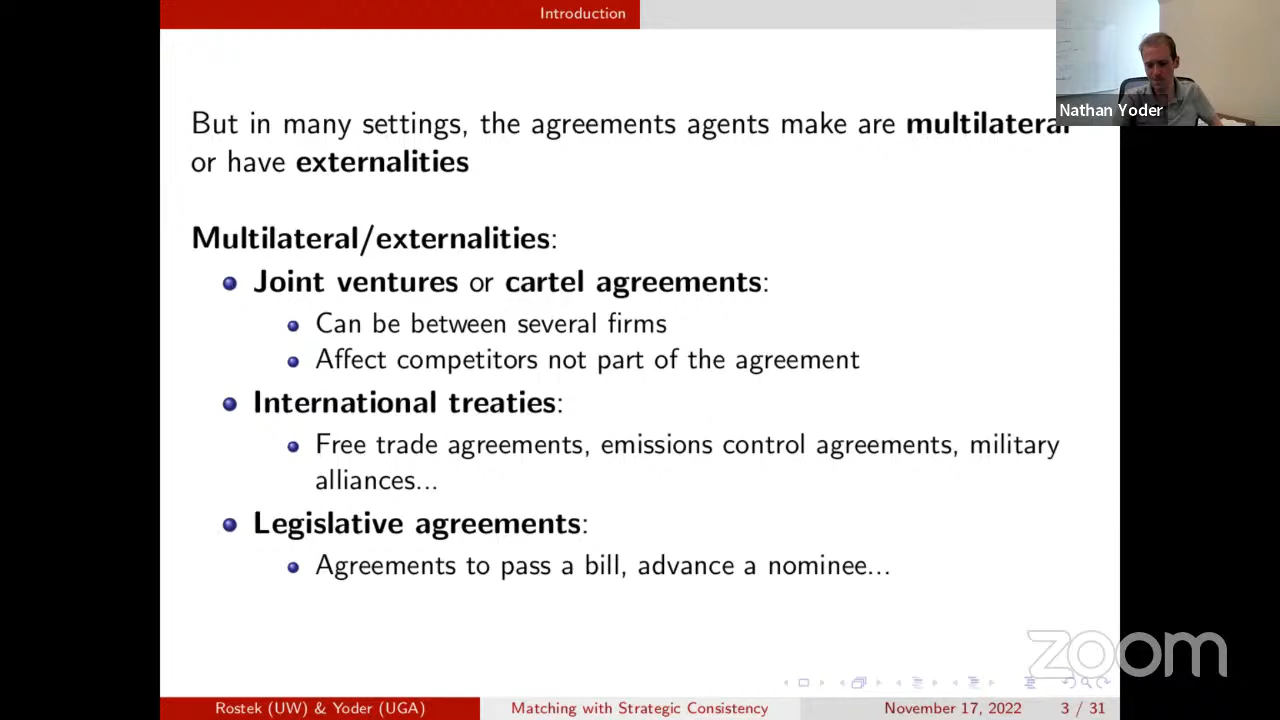 Introduction
Nathan Yoder
But in many settings, the agreements agents make are multilateral
or have externalities
Multilateral/externalities:
Joint ventures or cartel agreements:
Can be between several firms
Affect competitors not part of the agreement
International treaties:
Free trade agreements, emissions control agreements, military
alliances...
Legislative agreements:
Agreements to pass a bill, advance a nominee...
zoom
Rostek (UW) & Yoder (UGA) Matching with Strategic Consistency November 17, 2022 3 / 31